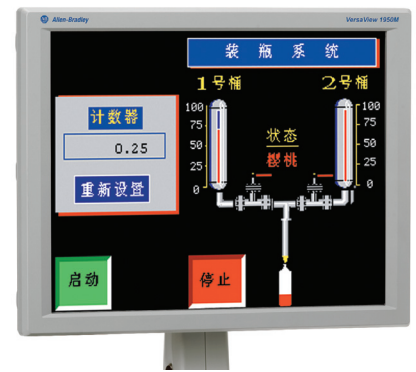 Allen-Bradley
VersaView 1950M
装瓶系统
1号桶
2号桶
100
75
50
25
0
100
75
50
25
0
计数器
0.25
重新设置
状态
樱桃
启动
停止